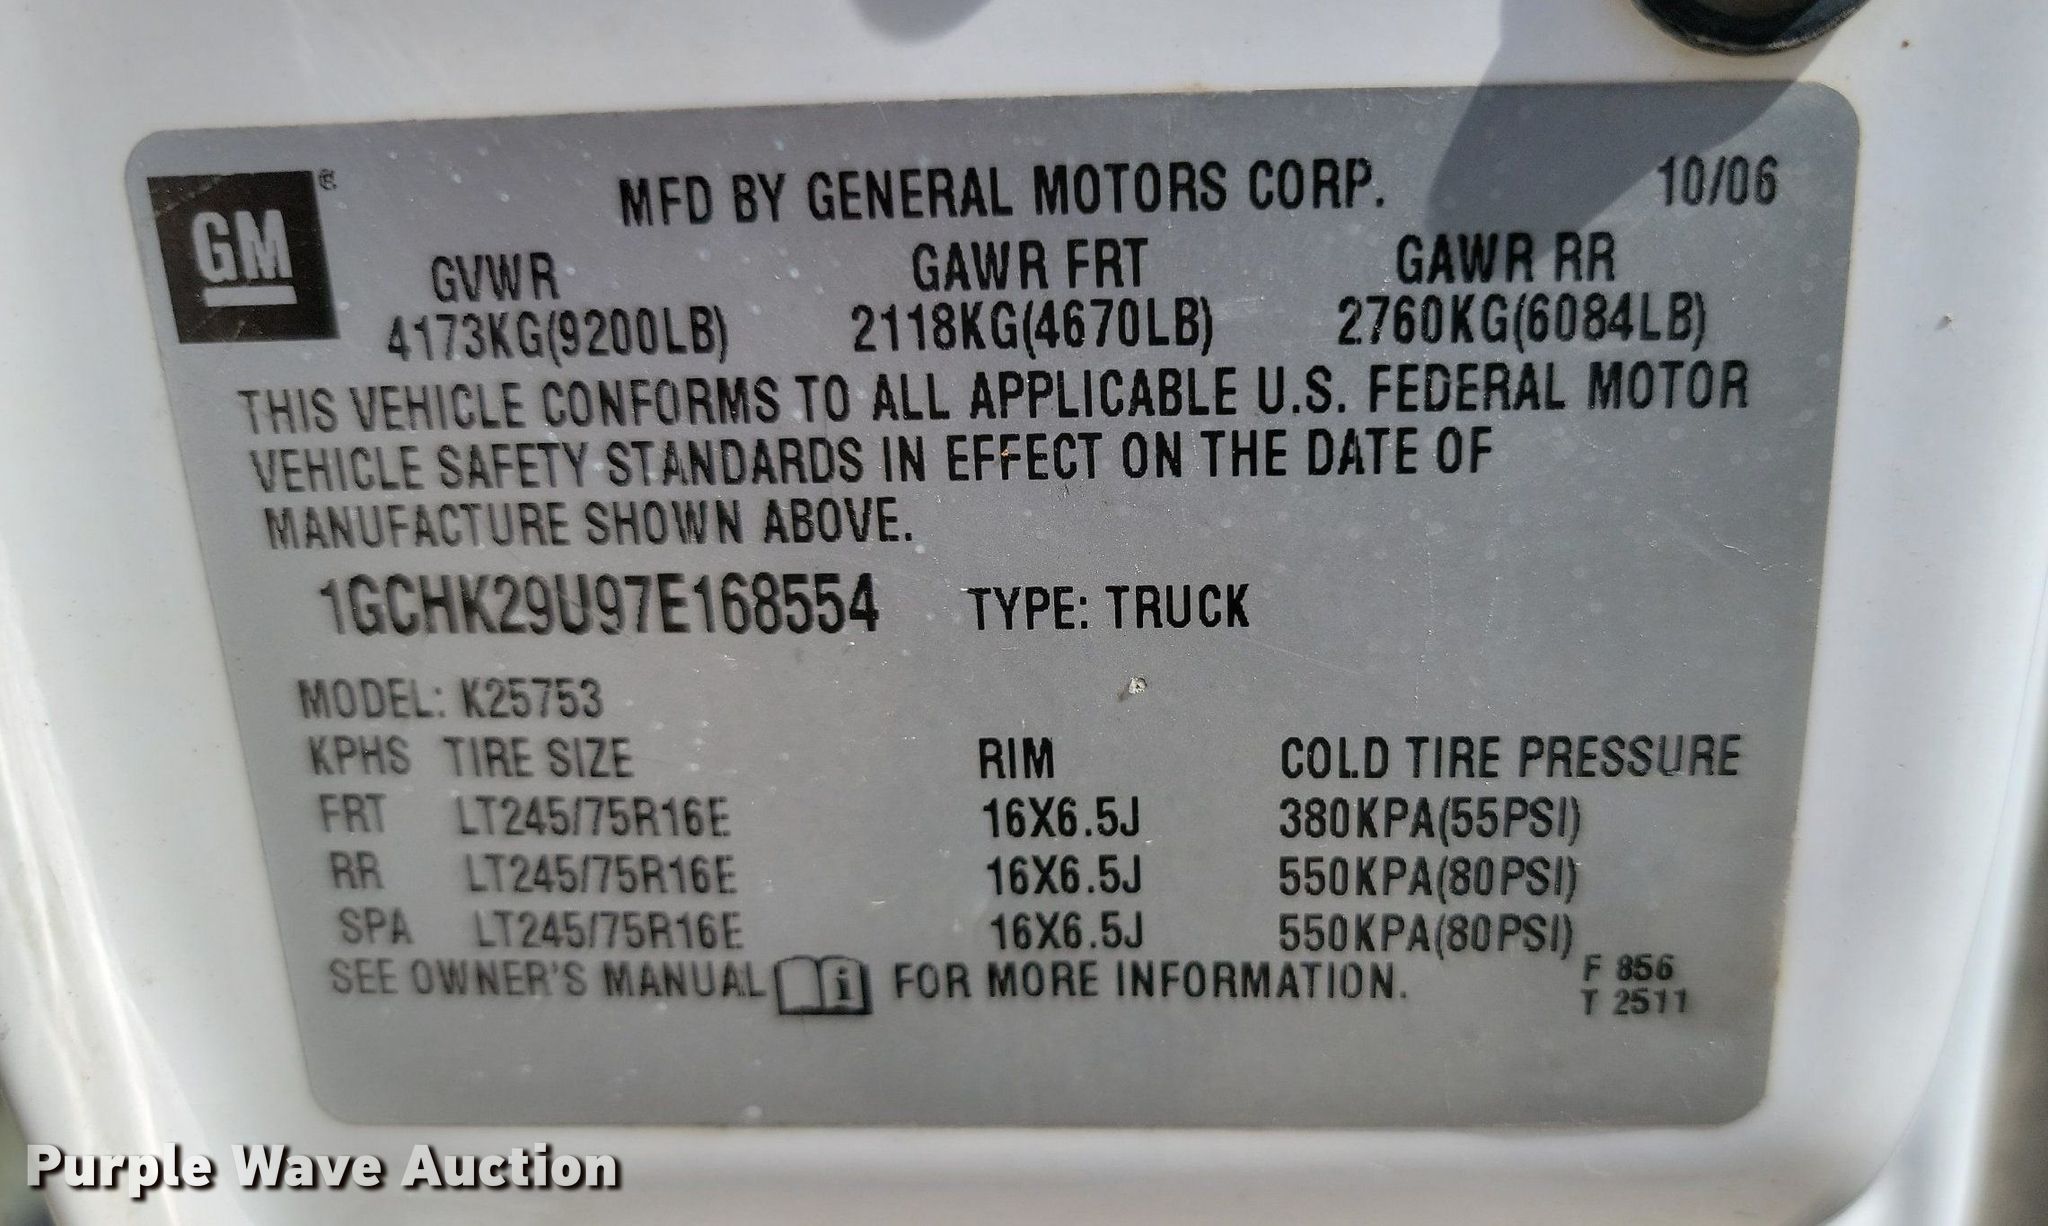 GM ®
MFD BY GENERAL MOTORS CORP. 10/06
GVWR GAWR FRT GAWR RR
4173KG(9200LB) 2118KG(4670LB) 2760KG(6084LB)
THIS VEHICLE CONFORMS TO ALL APPLICABLE U.S. FEDERAL MOTOR
VEHICLE SAFETY STANDARDS IN EFFECT ON THE DATE OF
MANUFACTURE SHOWN ABOVE.
1GCHK29U97E168554 TYPE: TRUCK
MODEL: K25753
KPHS TIRE SIZE RIM COLD TIRE PRESSURE
FRT LT245/75R16E 16X6.5J 380KPA(55PSI)
RR LT245/75R16E 16X6.5J 550KPA(80PSI)
SPA LT245/75R16E 16X6.5J 550KPA(80PSI)
SEE OWNER'S MANUAL i FOR MORE INFORMATION.
F 856
T 2511
Purple Wave Auction